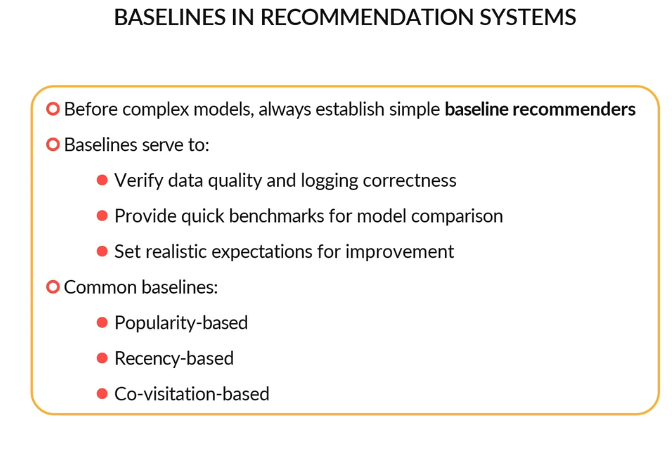 BASELINES IN RECOMMENDATION SYSTEMS
Before complex models, always establish simple baseline recommenders
Baselines serve to:
Verify data quality and logging correctness
Provide quick benchmarks for model comparison
Set realistic expectations for improvement
Common baselines:
Popularity-based
Recency-based
Co-visitation-based